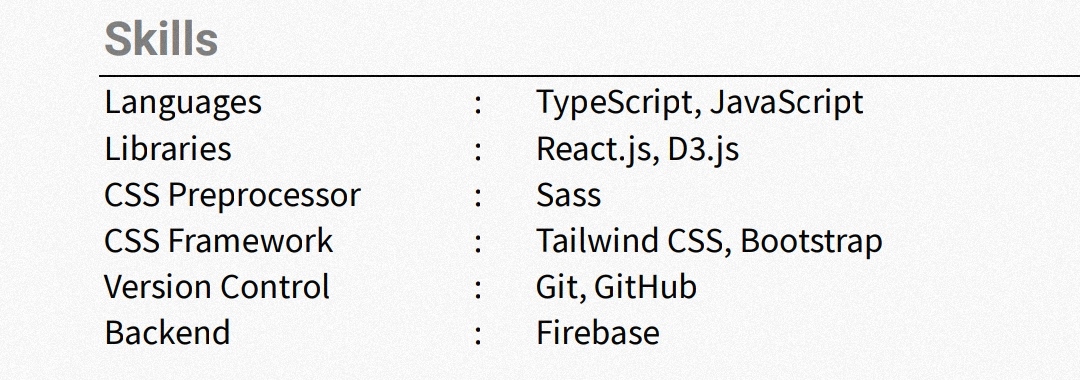 Skills
Languages : TypeScript, JavaScript
Libraries : React.js, D3.js
CSS Preprocessor : Sass
CSS Framework : Tailwind CSS, Bootstrap
Version Control : Git, GitHub
Backend : Firebase